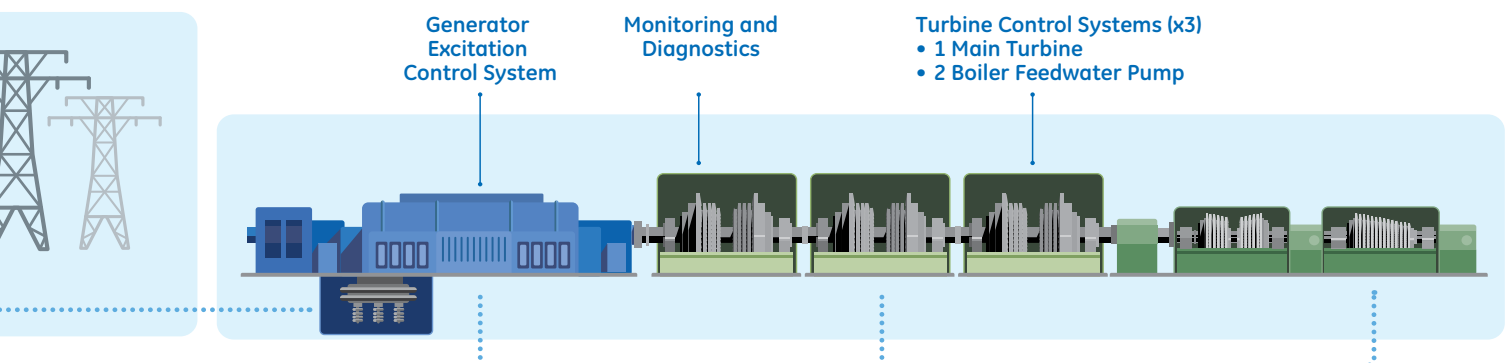 Generator
Excitation
Control System
Monitoring and
Diagnostics
Turbine Control Systems (x3)
• 1 Main Turbine
• 2 Boiler Feedwater Pump